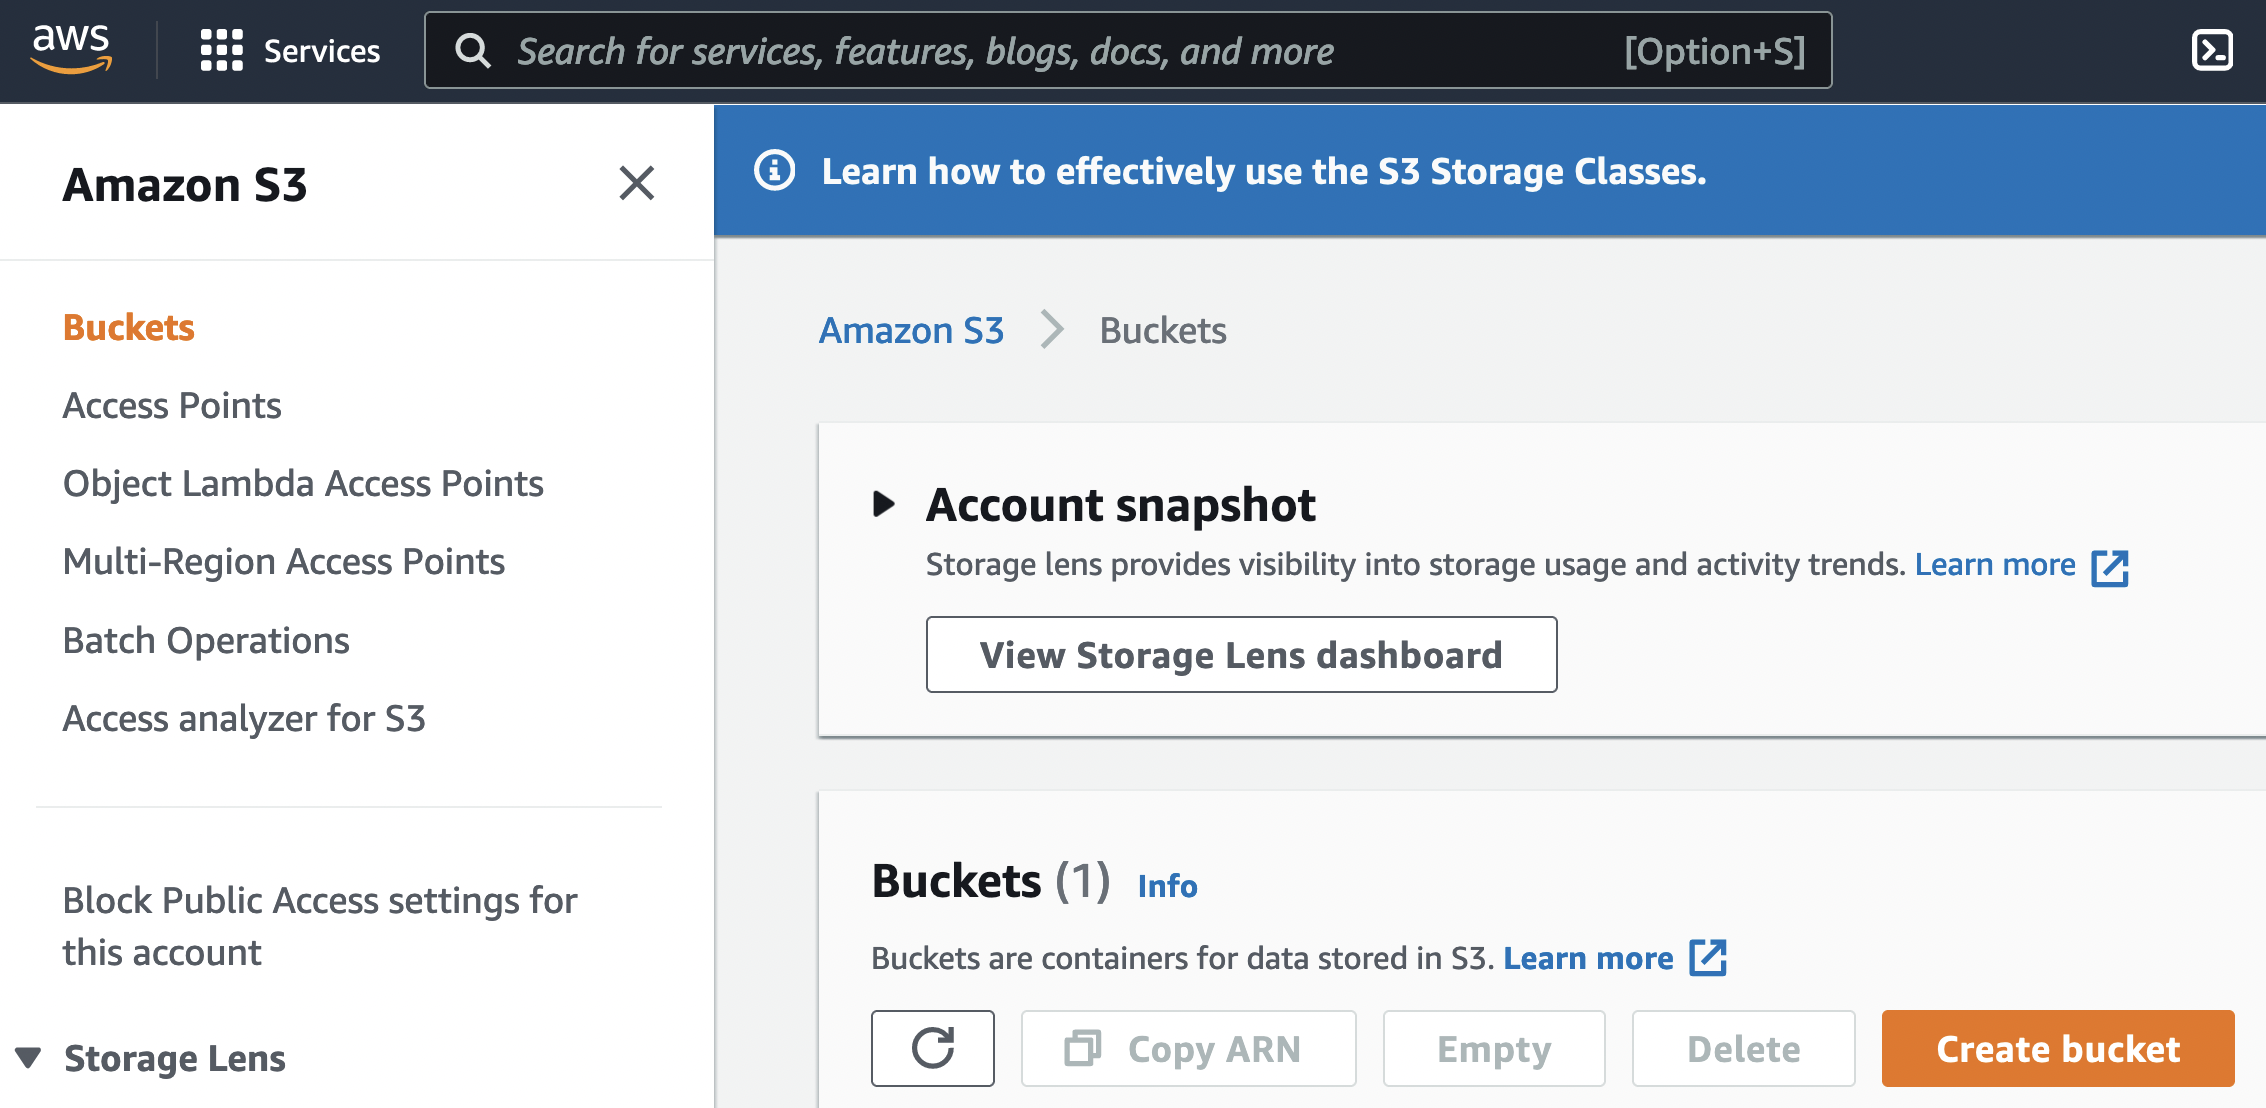 aws
Services
Search for services, features, blogs, docs, and more
[Option+S]
Amazon S3
Buckets
Access Points
Object Lambda Access Points
Multi-Region Access Points
Batch Operations
Access analyzer for S3
Block Public Access settings for
this account
Storage Lens
Learn how to effectively use the S3 Storage Classes.
Amazon S3
Buckets
Account snapshot
Storage lens provides visibility into storage usage and activity trends. Learn more
View Storage Lens dashboard
Buckets (1) Info
Buckets are containers for data stored in S3. Learn more
Copy ARN
Empty
Delete
Create bucket